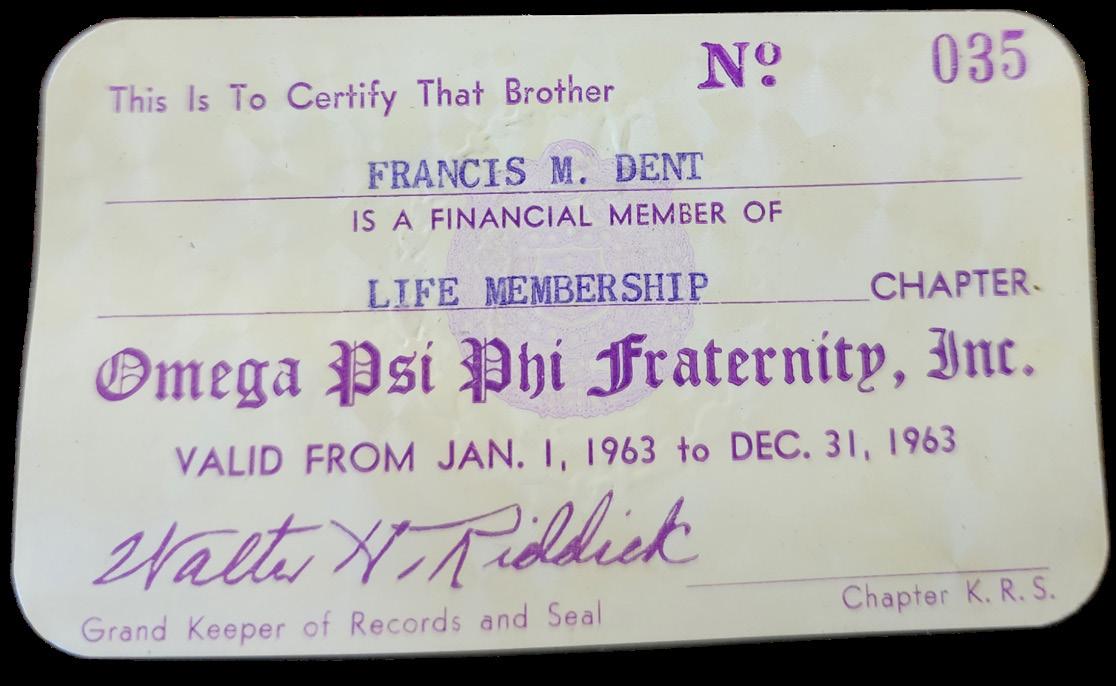 Nº 035
This Is To Certify That Brother
FRANCIS M. DENT
IS A FINANCIAL MEMBER OF
LIFE MEMBERSHIP CHAPTER
Omega Psi Phi Fraternity, Inc.
VALID FROM JAN. 1, 1963 to DEC. 31, 1963
Walter H. Riddick
Grand Keeper of Records and Seal
Chapter K. R. S.